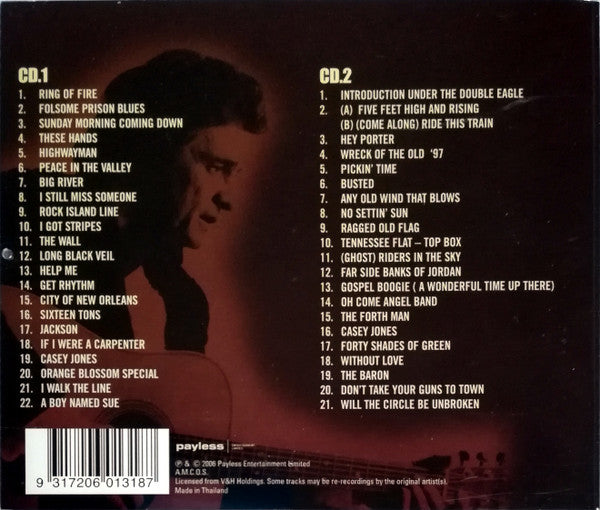 CD.1
1. RING OF FIRE
2. FOLSOME PRISON BLUES
3. SUNDAY MORNING COMING DOWN
4. THESE HANDS
5. HIGHWAYMAN
6. PEACE IN THE VALLEY
7. BIG RIVER
8. I STILL MISS SOMEONE
9. ROCK ISLAND LINE
10. I GOT STRIPES
11. THE WALL
12. LONG BLACK VEIL
13. HELP ME
14. GET RHYTHM
15. CITY OF NEW ORLEANS
16. SIXTEEN TONS
17. JACKSON
18. IF I WERE A CARPENTER
19. CASEY JONES
20. ORANGE BLOSSOM SPECIAL
21. I WALK THE LINE
22. A BOY NAMED SUE
CD.2
1. INTRODUCTION UNDER THE DOUBLE EAGLE
2. (A) FIVE FEET HIGH AND RISING
(B) (COME ALONG) RIDE THIS TRAIN
3. HEY PORTER
4. WRECK OF THE OLD '97
5. PICKIN' TIME
6. BUSTED
7. ANY OLD WIND THAT BLOWS
8. NO SETTIN' SUN
9. RAGGED OLD FLAG
10. TENNESSEE FLAT – TOP BOX
11. (GHOST) RIDERS IN THE SKY
12. FAR SIDE BANKS OF JORDAN
13. GOSPEL BOOGIE ( A WONDERFUL TIME UP THERE)
14. OH COME ANGEL BAND
15. THE FORTH MAN
16. CASEY JONES
17. FORTY SHADES OF GREEN
18. WITHOUT LOVE
19. THE BARON
20. DON'T TAKE YOUR GUNS TO TOWN
21. WILL THE CIRCLE BE UNBROKEN
9 317206 013187
payless
℗ & © 2006 Payless Entertainment Limited
A.M.C.O.S.
Licensed from V&H Holdings. Some tracks may be re-recordings by the original artist(s).
Made in Thailand